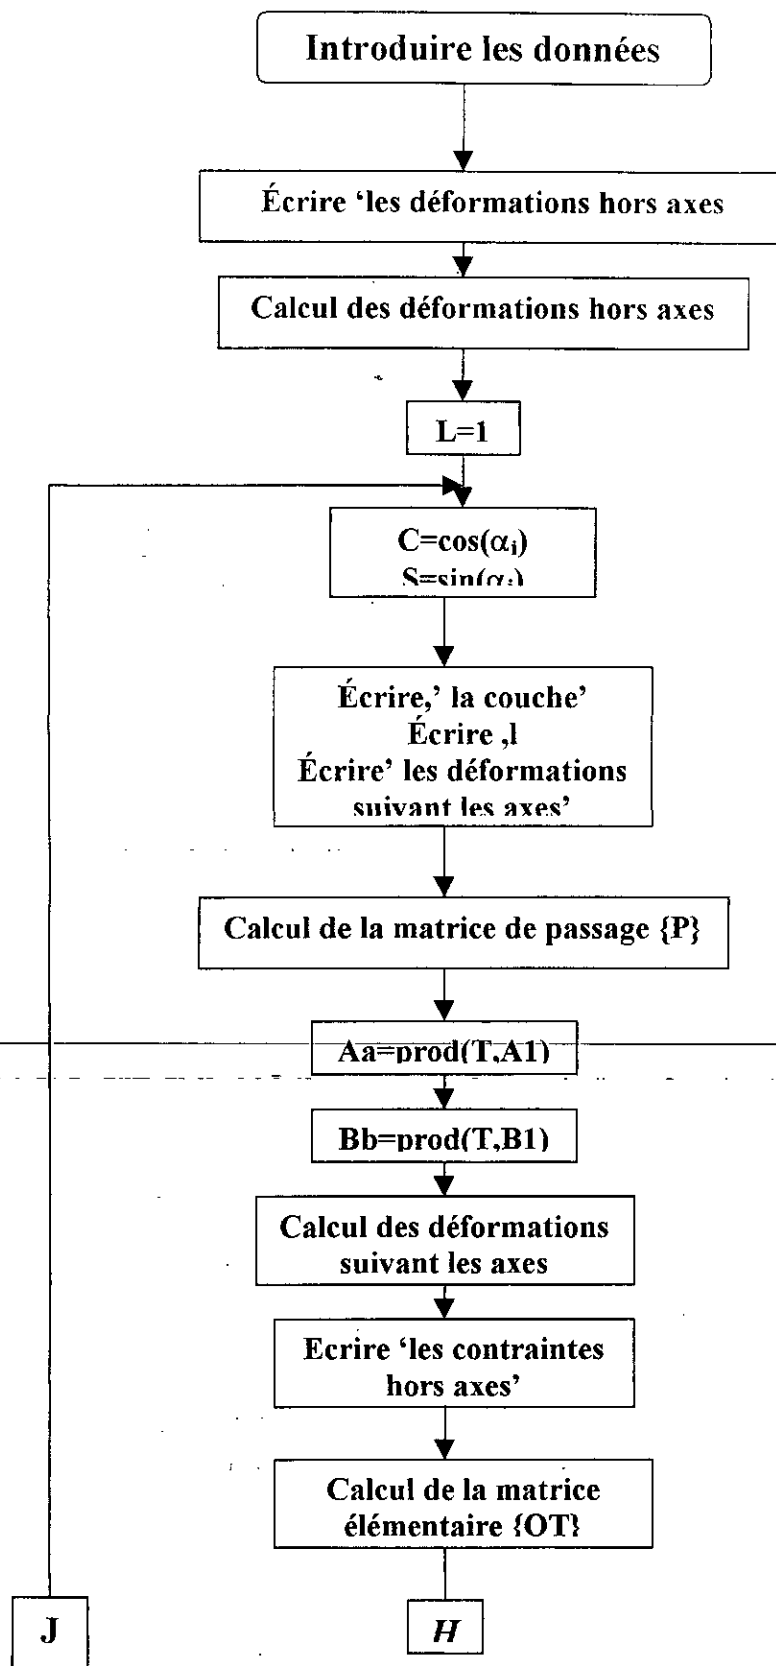 Introduire les données
Écrire ‘les déformations hors axes
Calcul des déformations hors axes
L=1
C=cos(αi)
S=sin(αi)
Écrire,’ la couche’
Écrire ,l
Écrire’ les déformations
suivant les axes’
Calcul de la matrice de passage {P}
Aa=prod(T,A1)
Bb=prod(T,B1)
Calcul des déformations
suivant les axes
Ecrire ‘les contraintes
hors axes’
Calcul de la matrice
élémentaire {OT}
J
H